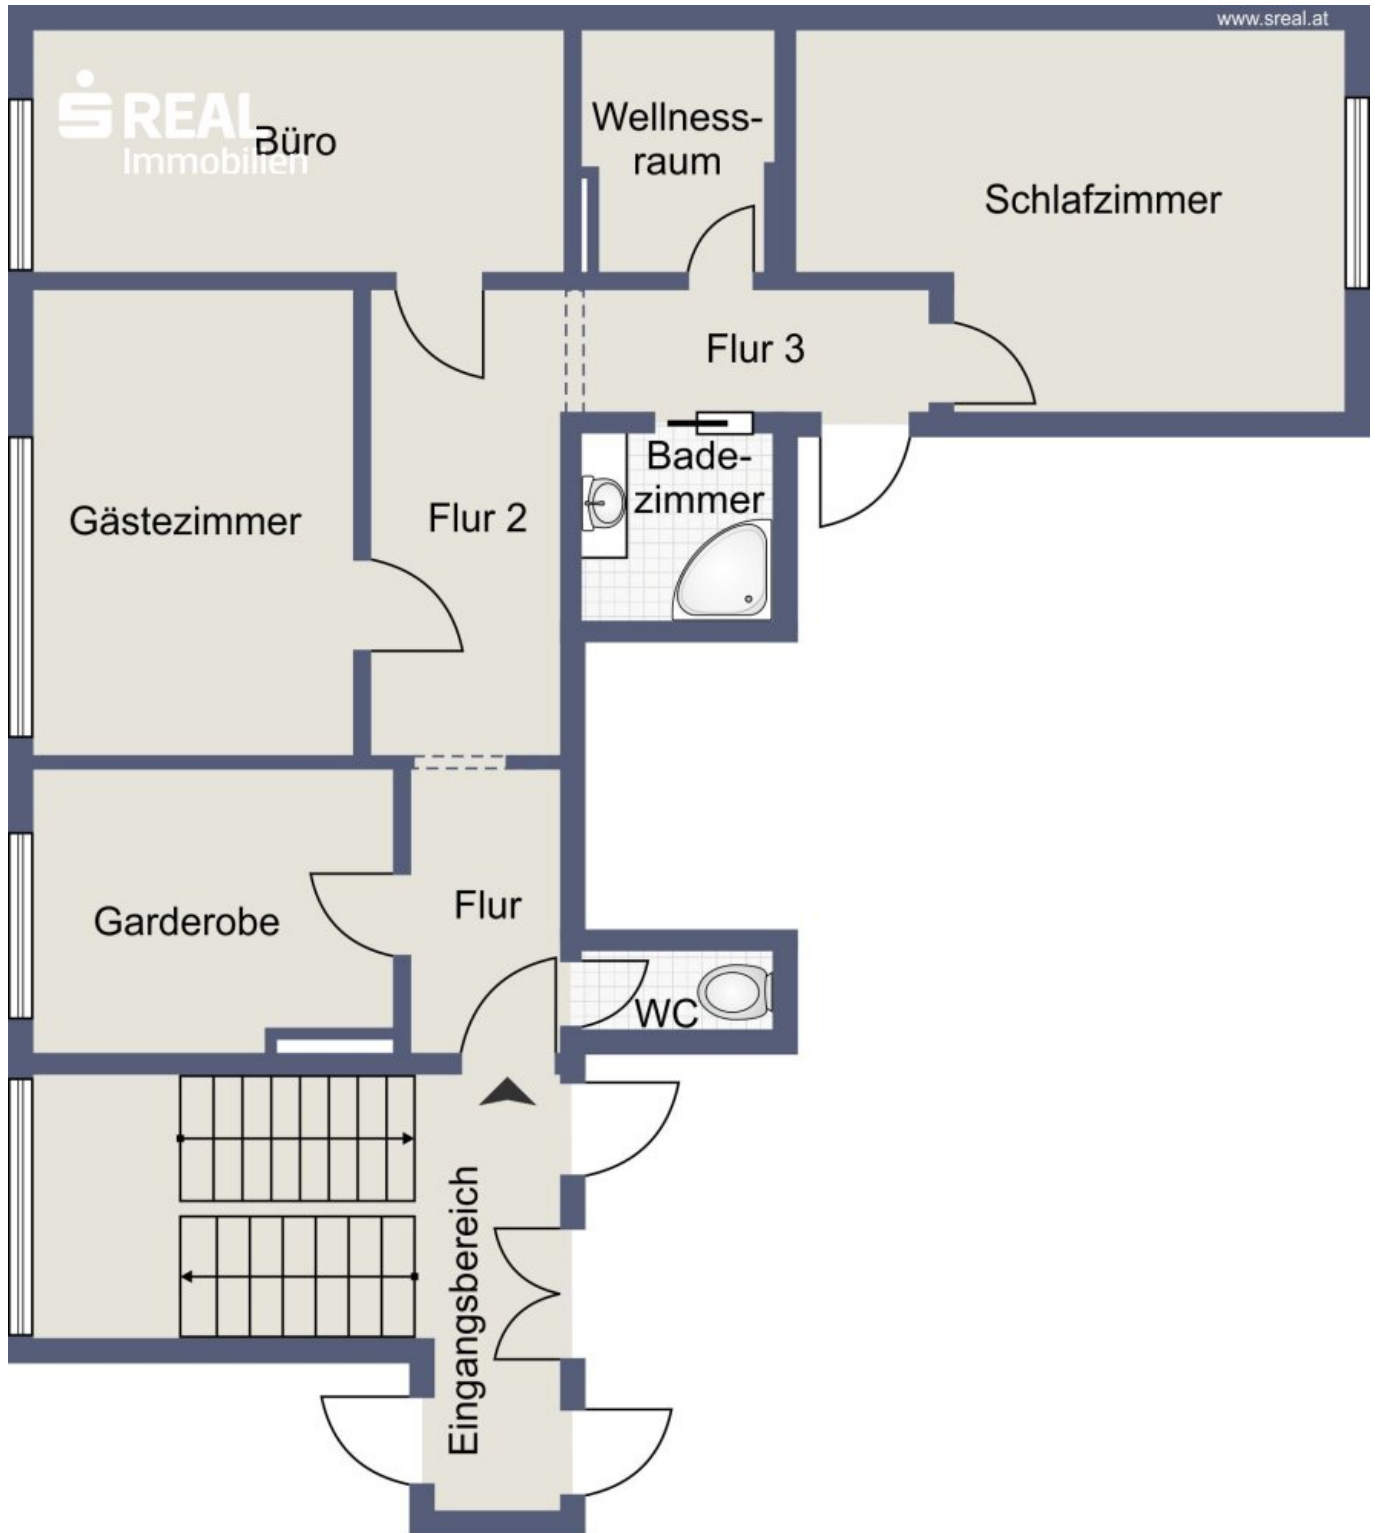 www.sreal.at
S REAL
Immobilien
Büro
Wellness-
raum
Schlafzimmer
Flur 3
Gästezimmer
Flur 2
Bade-
zimmer
Garderobe
Flur
WC
Eingangsbereich